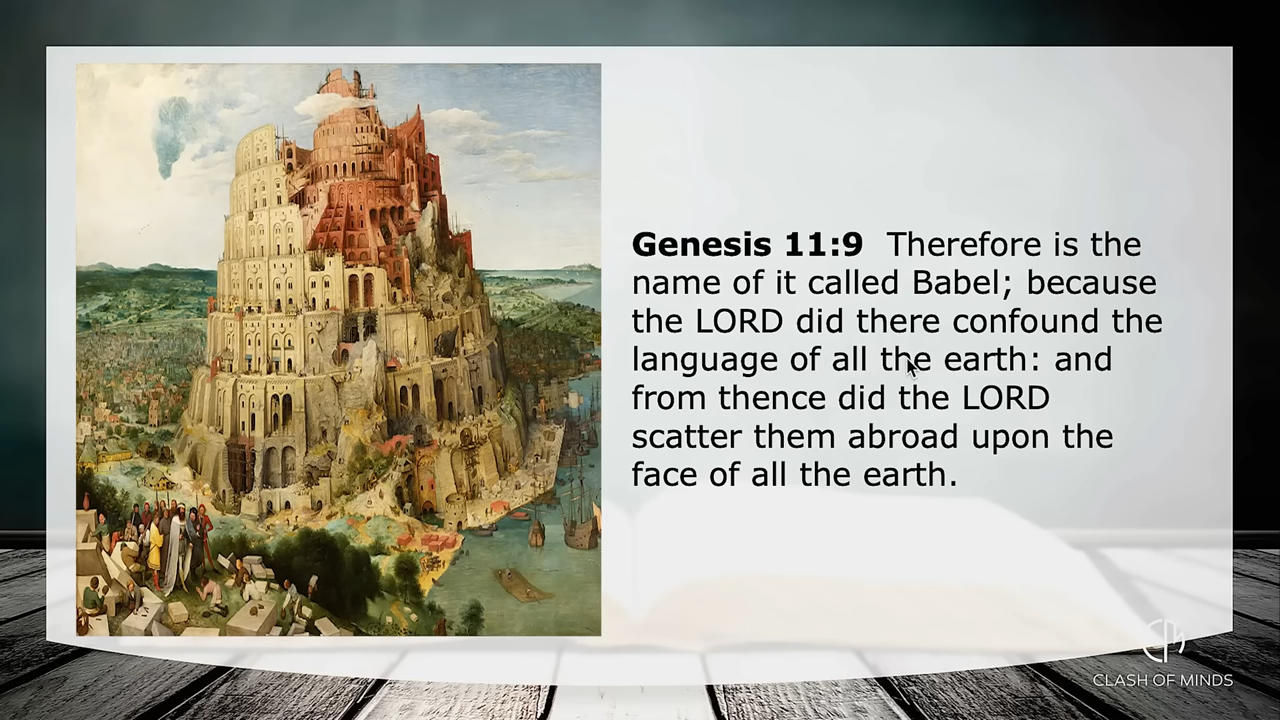 Genesis 11:9 Therefore is the
name of it called Babel; because
the LORD did there confound the
language of all the earth: and
from thence did the LORD
scatter them abroad upon the
face of all the earth.
CLASH OF MINDS